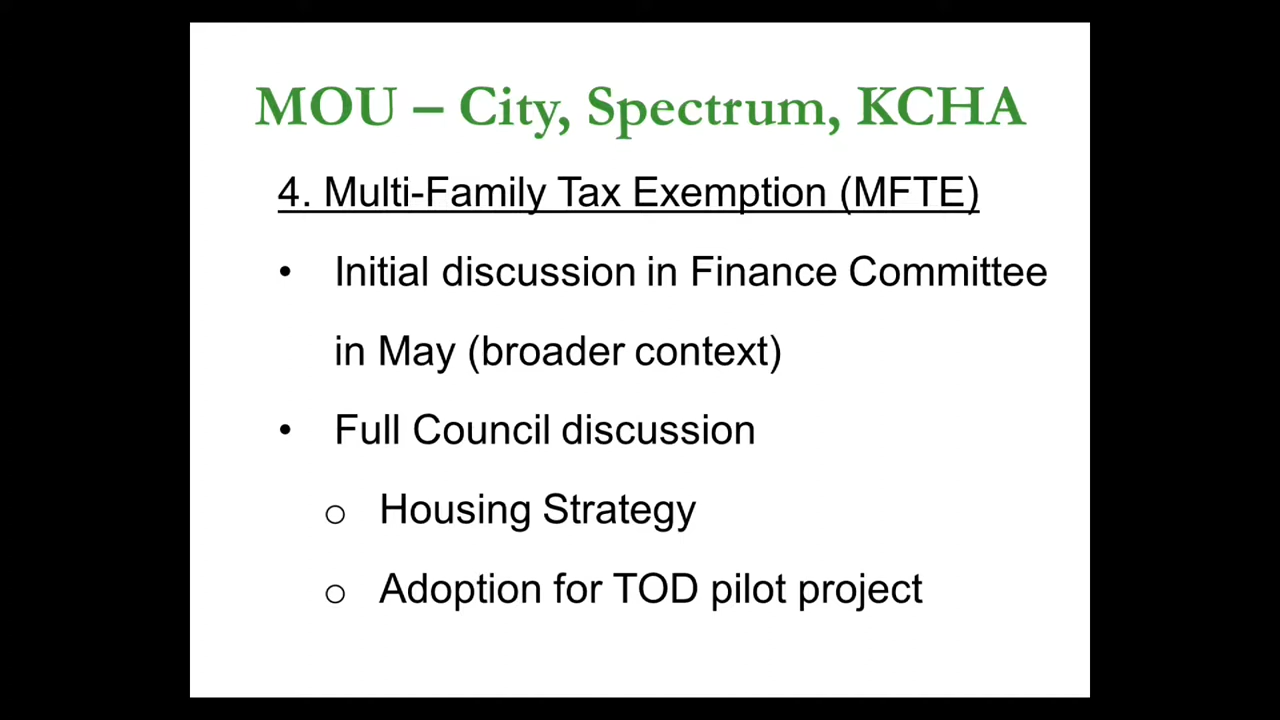 MOU – City, Spectrum, KCHA
4. Multi-Family Tax Exemption (MFTE)
• Initial discussion in Finance Committee
in May (broader context)
• Full Council discussion
o Housing Strategy
o Adoption for TOD pilot project